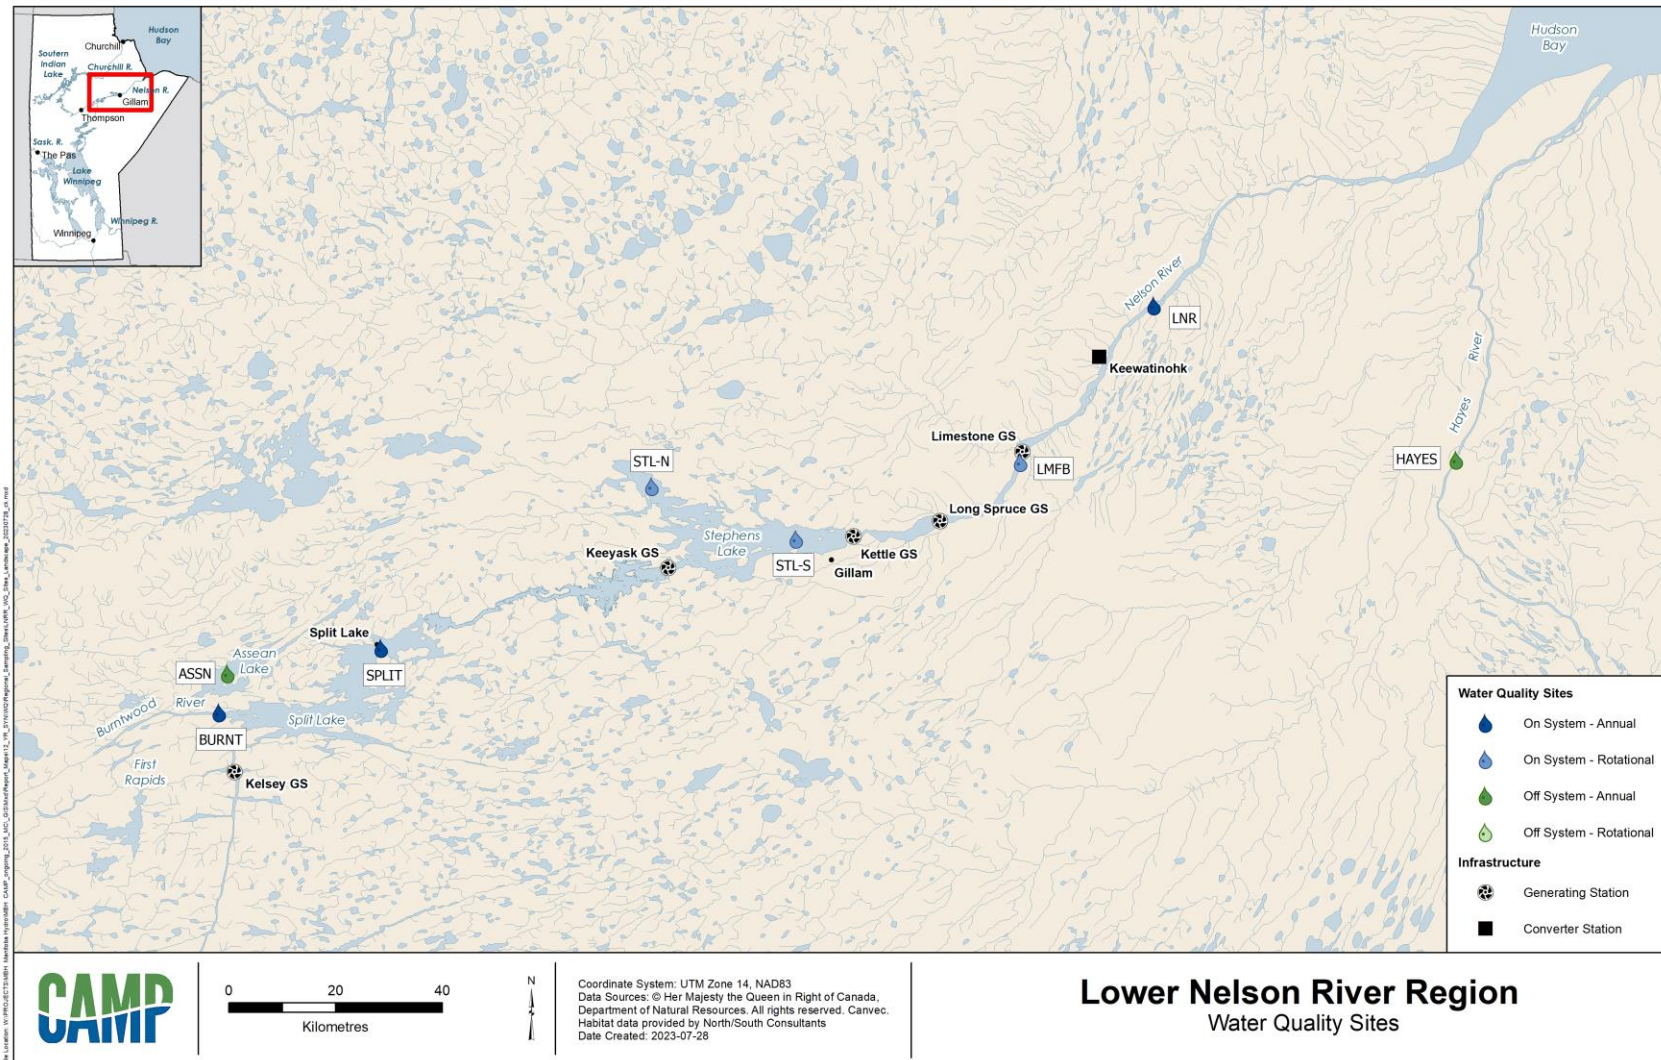 Hudson
Bay
Churchill
Soutern
Indian
Lake
Churchill R.
Nelson R.
Gillam
Thompson
Sask. R.
The Pas
Lake
Winnipeg
Winnipeg R.
Winnipeg
Hudson
Bay
Nelson River
LNR
Keewatinohk
Hayes River
Limestone GS
LMFB
HAYES
STL-N
Long Spruce GS
Stephens
Lake
Keeyask GS
Kettle GS
STL-S
Gillam
Split Lake
Assean
Lake
ASSN
SPLIT
Burntwood River
Split Lake
BURNT
First
Rapids
Kelsey GS
Water Quality Sites
On System - Annual
On System - Rotational
Off System - Annual
Off System - Rotational
Infrastructure
Generating Station
Converter Station
CAMP
0 20 40
Kilometres
N
Coordinate System: UTM Zone 14, NAD83
Data Sources: © Her Majesty the Queen in Right of Canada,
Department of Natural Resources. All rights reserved. Canvec.
Habitat data provided by North/South Consultants
Date Created: 2023-07-28
Lower Nelson River Region
Water Quality Sites